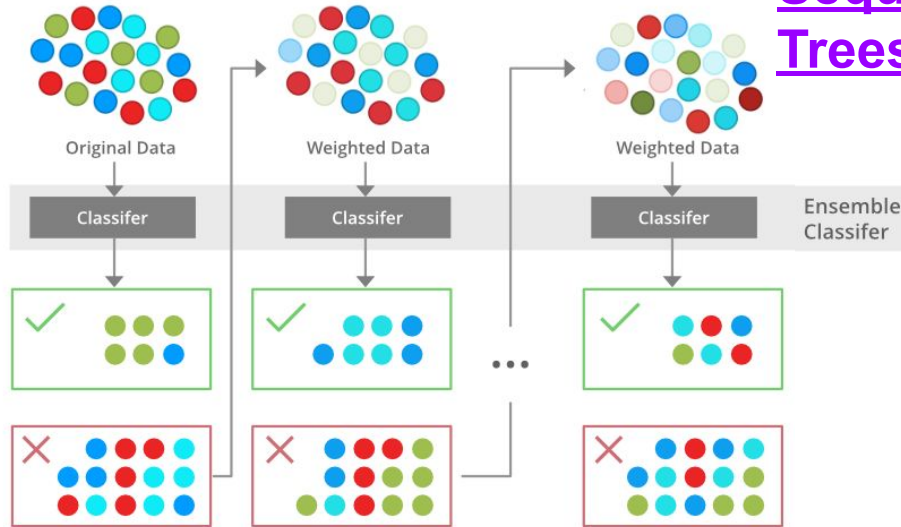 Trees
Original Data
Weighted Data
Weighted Data
Classifer
Classifer
Classifer
Ensemble
Classifer
...